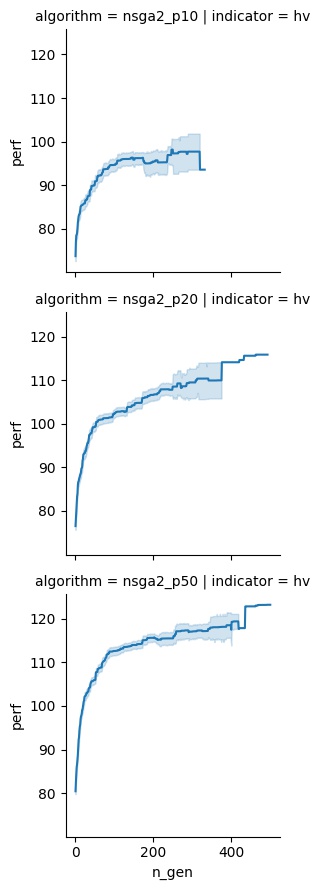 algorithm = nsga2_p10 | indicator = hv
120
110
100
90
80
perf
algorithm = nsga2_p20 | indicator = hv
120
110
100
90
80
perf
algorithm = nsga2_p50 | indicator = hv
120
110
100
90
80
perf
0 200 400
n_gen